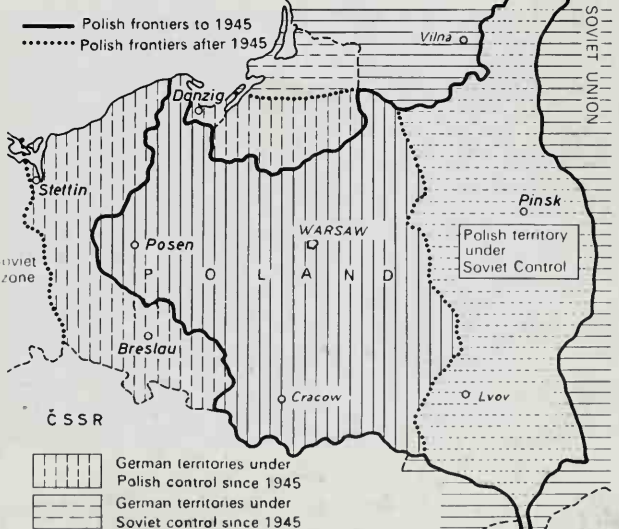 Polish frontiers to 1945
Polish frontiers after 1945
SOVIET UNION
Vilna
Danzig
Stettin
Pinsk
Posen
WARSAW
Polish territory
under
Soviet Control
zone
POLAND
Breslau
Cracow
Lvov
ČSSR
German territories under
Polish control since 1945
German territories under
Soviet control since 1945